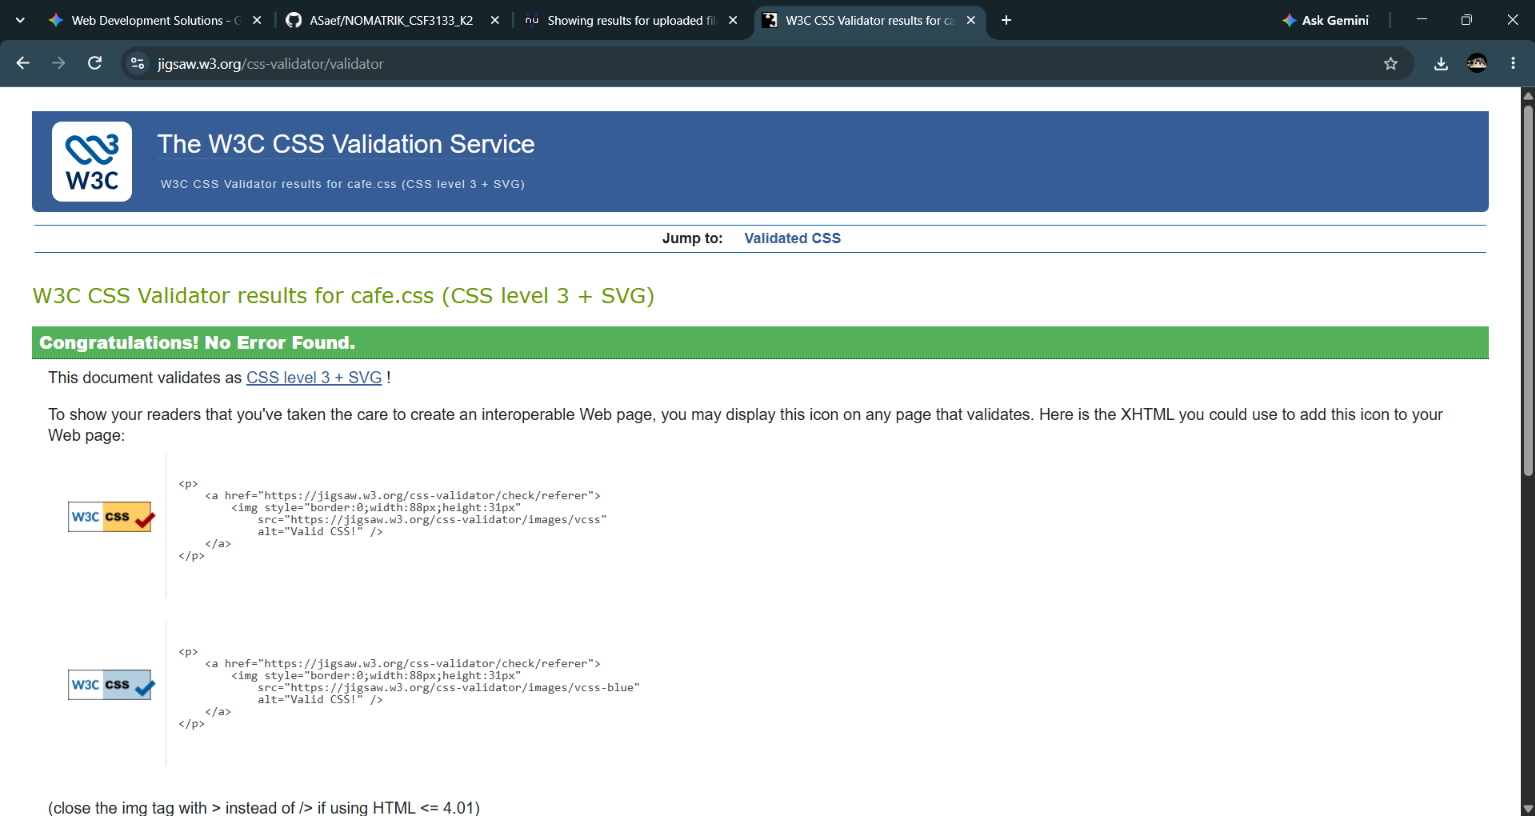 Web Development Solutions - G
ASaef/NOMATRIK_CSF3133_K2
nu Showing results for uploaded fil
W3C CSS Validator results for ca
Ask Gemini
jigsaw.w3.org/css-validator/validator
W3C
The W3C CSS Validation Service
W3C CSS Validator results for cafe.css (CSS level 3 + SVG)
Jump to: Validated CSS
W3C CSS Validator results for cafe.css (CSS level 3 + SVG)
Congratulations! No Error Found.
This document validates as CSS level 3 + SVG !
To show your readers that you've taken the care to create an interoperable Web page, you may display this icon on any page that validates. Here is the XHTML you could use to add this icon to your
Web page:
W3C css
<p>
<a href="https://jigsaw.w3.org/css-validator/check/referer">
<img style="border:0;width:88px;height:31px"
src="https://jigsaw.w3.org/css-validator/images/vcss"
alt="Valid CSS!" />
</a>
</p>
W3C css
<p>
<a href="https://jigsaw.w3.org/css-validator/check/referer">
<img style="border:0;width:88px;height:31px"
src="https://jigsaw.w3.org/css-validator/images/vcss-blue"
alt="Valid CSS!" />
</a>
</p>
(close the img tag with > instead of /> if using HTML <= 4.01)